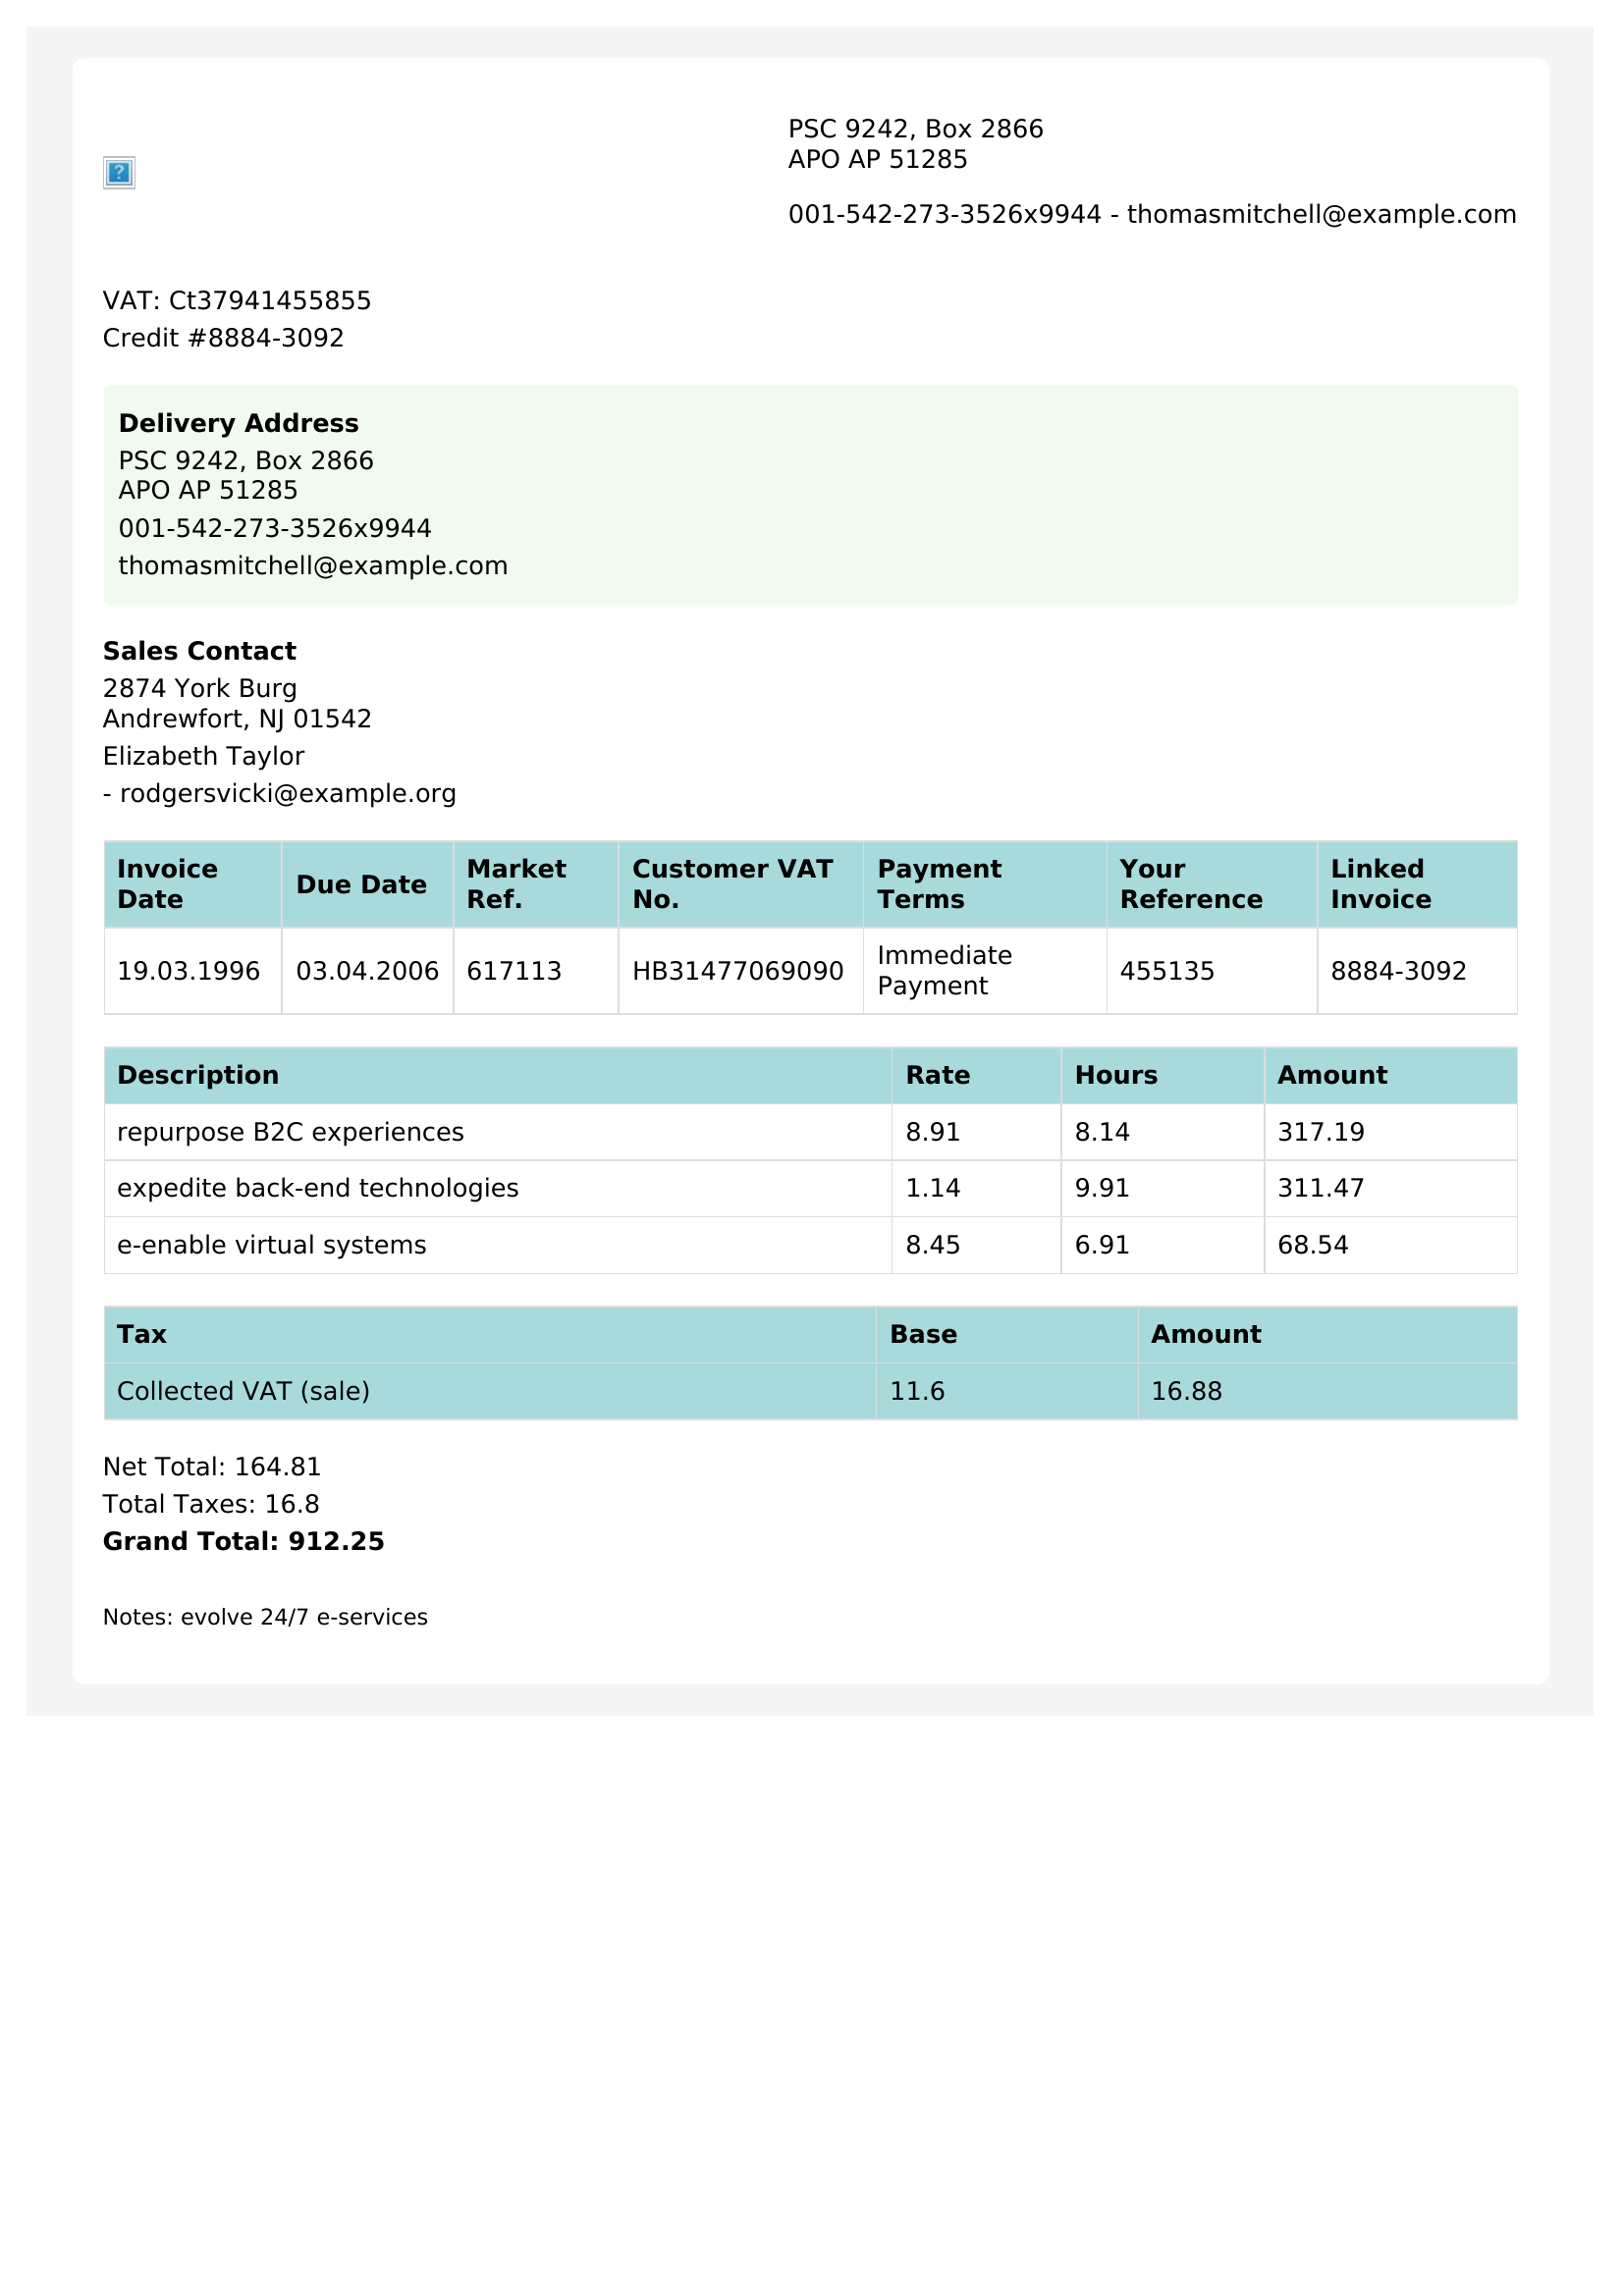 PSC 9242, Box 2866
APO AP 51285
001-542-273-3526x9944 - thomasmitchell@example.com
VAT: Ct37941455855
Credit #8884-3092
Delivery Address
PSC 9242, Box 2866
APO AP 51285
001-542-273-3526x9944
thomasmitchell@example.com
Sales Contact
2874 York Burg
Andrewfort, NJ 01542
Elizabeth Taylor
- rodgersvicki@example.org
Invoice Date Due Date Market Ref. Customer VAT No. Payment Terms Your Reference Linked Invoice
19.03.1996 03.04.2006 617113 HB31477069090 Immediate Payment 455135 8884-3092
Description Rate Hours Amount
repurpose B2C experiences 8.91 8.14 317.19
expedite back-end technologies 1.14 9.91 311.47
e-enable virtual systems 8.45 6.91 68.54
Tax Base Amount
Collected VAT (sale) 11.6 16.88
Net Total: 164.81
Total Taxes: 16.8
Grand Total: 912.25
Notes: evolve 24/7 e-services